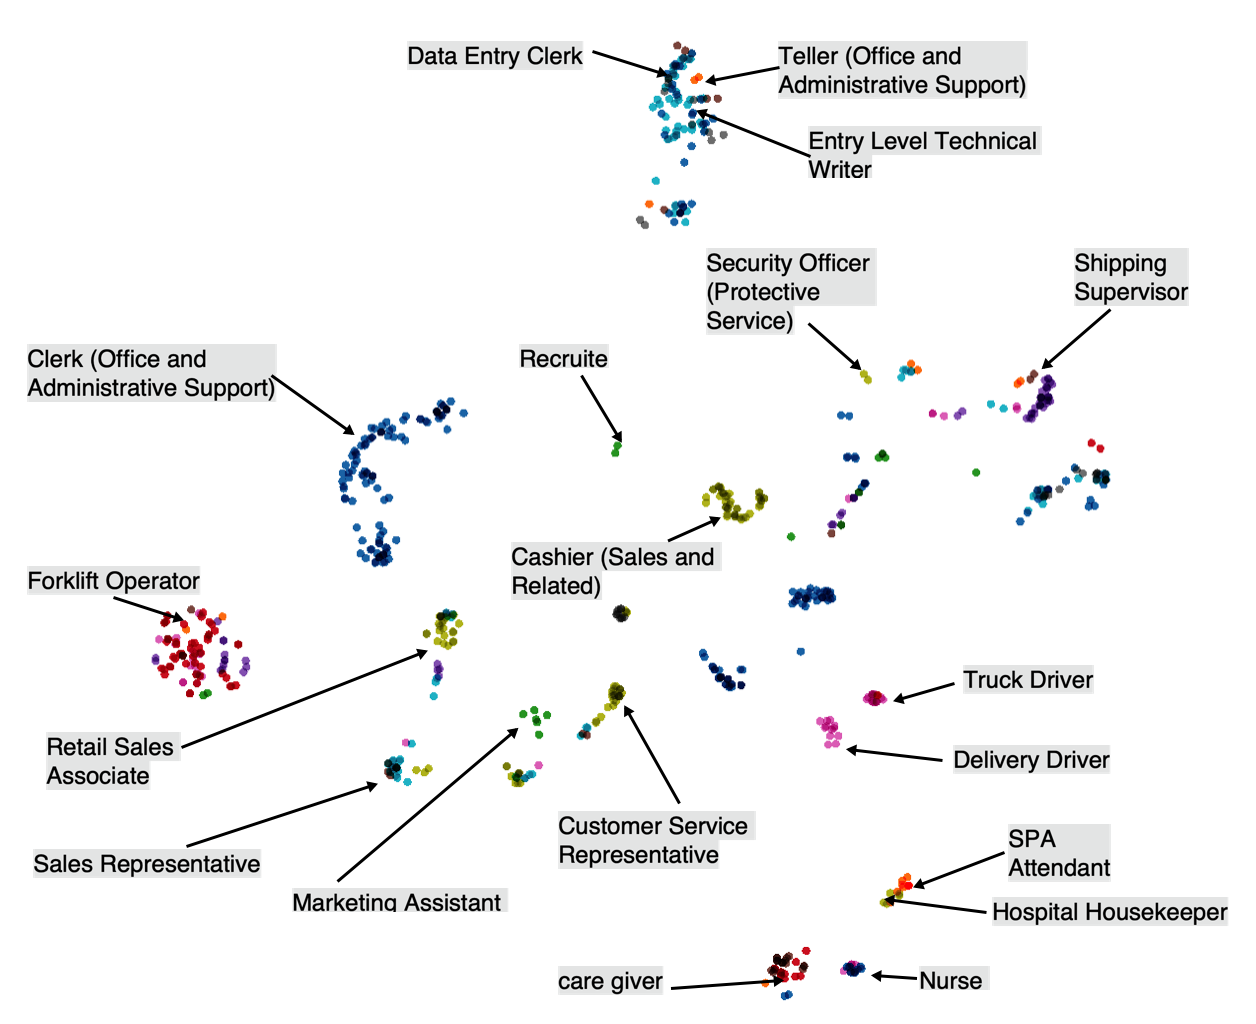 Data Entry Clerk
Teller (Office and
Administrative Support)
Entry Level Technical
Writer
Security Officer
(Protective
Service)
Shipping
Supervisor
Clerk (Office and
Administrative Support)
Recruite
Cashier (Sales and
Related)
Forklift Operator
Truck Driver
Retail Sales
Associate
Delivery Driver
Customer Service
Representative
Sales Representative
SPA
Attendant
Marketing Assistant
Hospital Housekeeper
care giver
Nurse